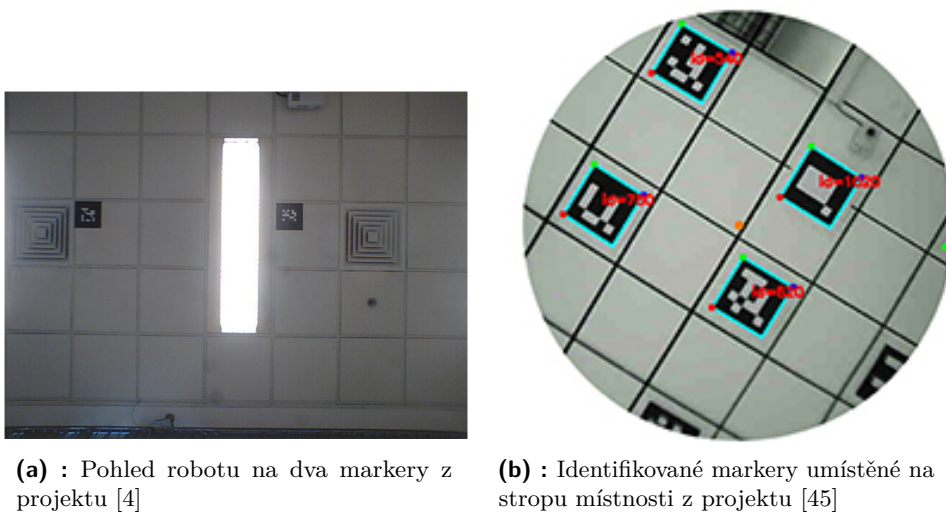 id=540
id=1020
id=760
id=820
(a) : Pohled robotu na dva markery z
projektu [4]
(b) : Identifikované markery umístěné na
stropu místnosti z projektu [45]